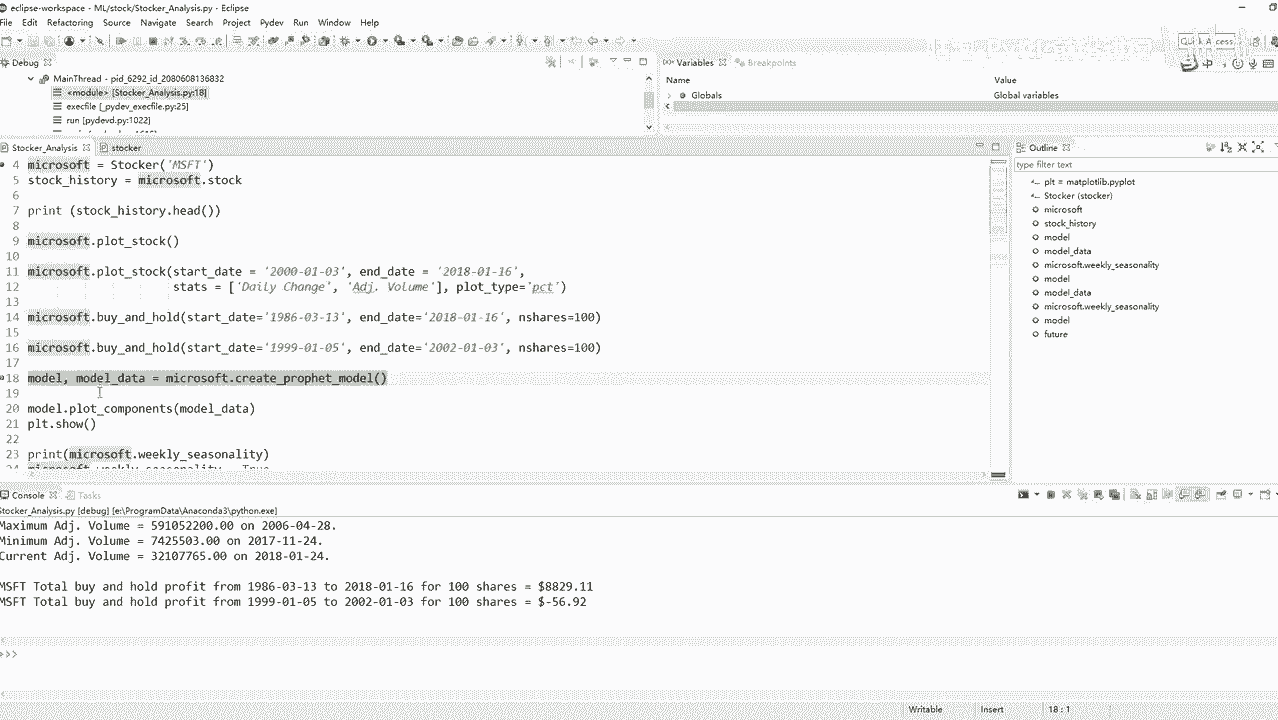 eclipse-workspace - ML/stock/Stocker_Analysis.py - Eclipse
File Edit Refactoring Source Navigate Search Project Pydev Run Window Help
Debug
MainThread - pid_6292_id_2080608136832
<module> [Stocker_Analysis.py:18]
execfile [_pydev_execfile.py:25]
run [pydevd.py:1022]
Variables Breakpoints
Name Value
Globals Global variables
Stocker_Analysis stocker
4 microsoft = Stocker('MSFT')
5 stock_history = microsoft.stock
6
7 print (stock_history.head())
8
9 microsoft.plot_stock()
10
11 microsoft.plot_stock(start_date = '2000-01-03', end_date = '2018-01-16',
12 stats = ['Daily Change', 'Adj. Volume'], plot_type='pct')
13
14 microsoft.buy_and_hold(start_date='1986-03-13', end_date='2018-01-16', nshares=100)
15
16 microsoft.buy_and_hold(start_date='1999-01-05', end_date='2002-01-03', nshares=100)
17
18 model, model_data = microsoft.create_prophet_model()
19
20 model.plot_components(model_data)
21 plt.show()
22
23 print(microsoft.weekly_seasonality)
Outline
type filter text
plt = matplotlib.pyplot
Stocker (stocker)
microsoft
stock_history
model
model_data
microsoft.weekly_seasonality
model
model_data
microsoft.weekly_seasonality
model
future
Console Tasks
Stocker_Analysis.py [debug] [e:\ProgramData\Anaconda3\python.exe]
Maximum Adj. Volume = 591052200.00 on 2006-04-28.
Minimum Adj. Volume = 7425503.00 on 2017-11-24.
Current Adj. Volume = 32107765.00 on 2018-01-24.
MSFT Total buy and hold profit from 1986-03-13 to 2018-01-16 for 100 shares = $8829.11
MSFT Total buy and hold profit from 1999-01-05 to 2002-01-03 for 100 shares = $-56.92
>>>
Writable Insert 18 : 1